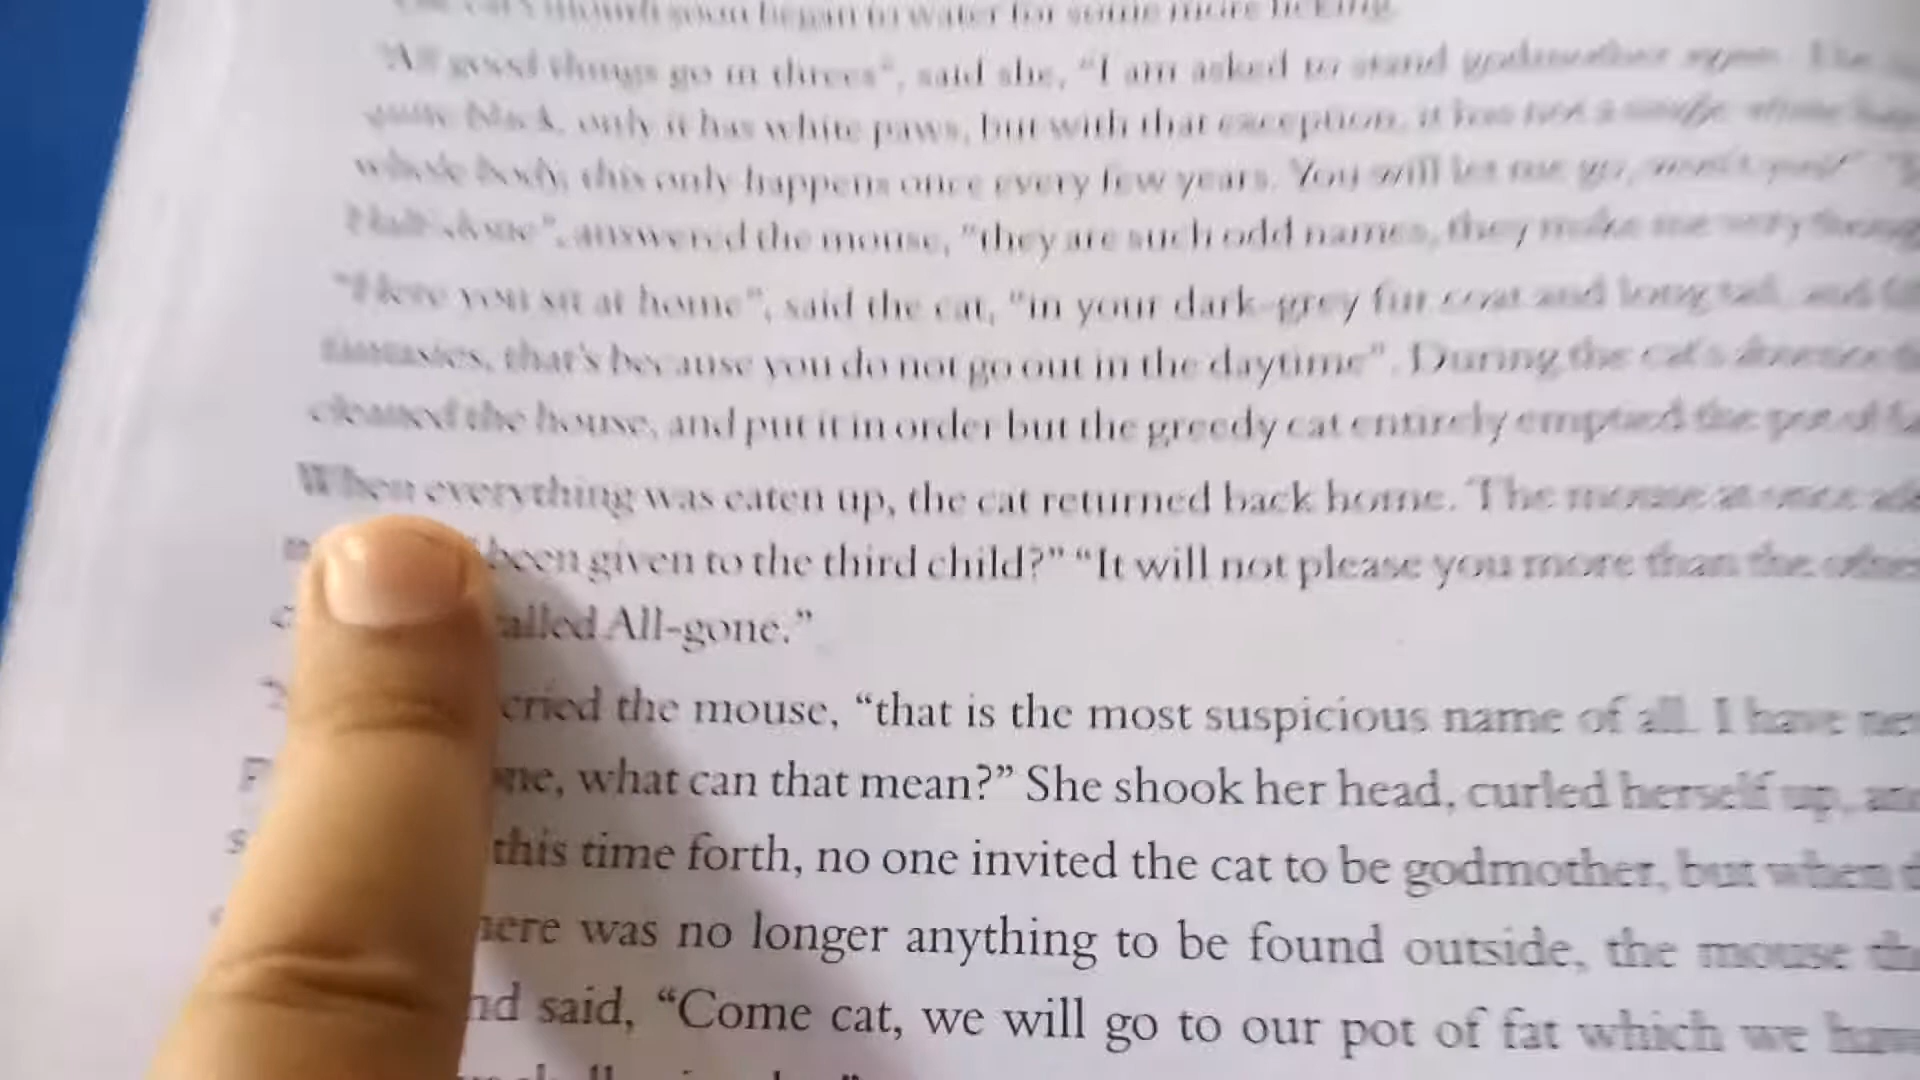 "All good things go in threes", said she, "I am asked to stand godmother again. The
quite black, only it has white paws, but with that exception, it has not a single white
whole body, this only happens once every few years. You will let me go, won't you?"
Half-done", answered the mouse, "they are such odd names, they make me very
"Here you sit at home", said the cat, "in your dark-grey fur coat and long tail, and
fantasies, that's because you do not go out in the daytime". During the cat's absence
cleaned the house, and put it in order but the greedy cat entirely emptied the pot of
When everything was eaten up, the cat returned back home. The mouse at once
been given to the third child?" "It will not please you more than the
alled All-gone."
cried the mouse, "that is the most suspicious name of all. I have
ne, what can that mean?" She shook her head, curled herself up,
this time forth, no one invited the cat to be godmother, but when
here was no longer anything to be found outside, the mouse
nd said, "Come cat, we will go to our pot of fat which we